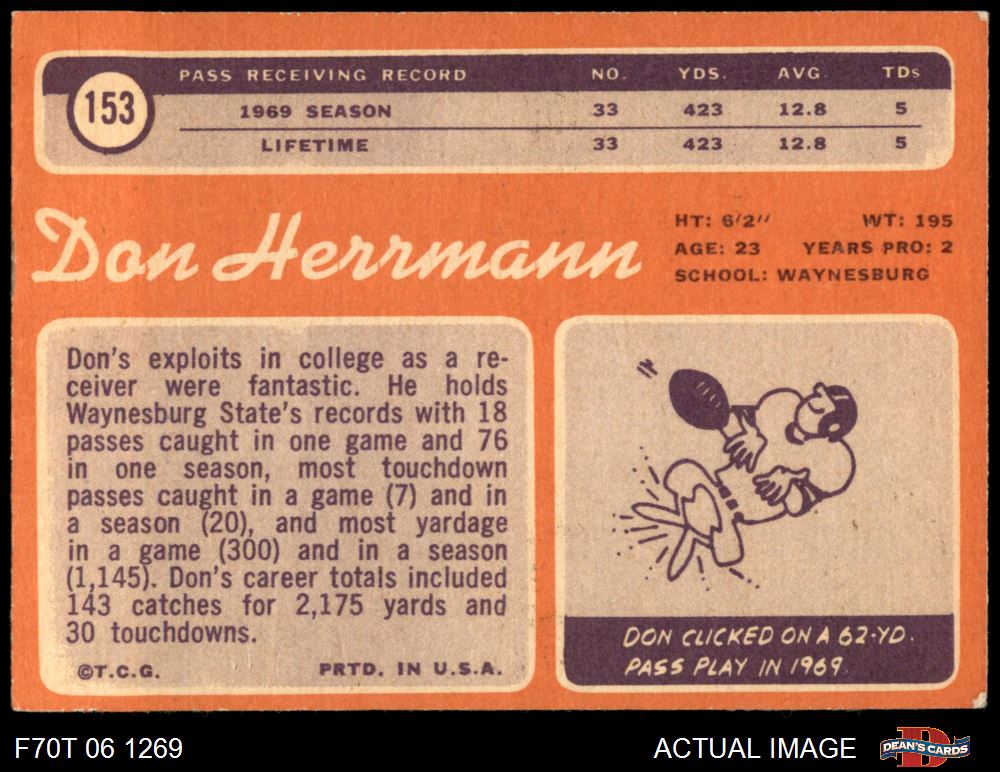 153
PASS RECEIVING RECORD NO. YDS. AVG. TDs
1969 SEASON 33 423 12.8 5
LIFETIME 33 423 12.8 5
Don Herrmann
HT: 6'2" WT: 195
AGE: 23 YEARS PRO: 2
SCHOOL: WAYNESBURG
Don's exploits in college as a re-
ceiver were fantastic. He holds
Waynesburg State's records with 18
passes caught in one game and 76
in one season, most touchdown
passes caught in a game (7) and in
a season (20), and most yardage
in a game (300) and in a season
(1,145). Don's career totals included
143 catches for 2,175 yards and
30 touchdowns.
©T.C.G. PRTD. IN U.S.A.
DON CLICKED ON A 62-YD.
PASS PLAY IN 1969.
F70T 06 1269 ACTUAL IMAGE
DEAN'S CARDS